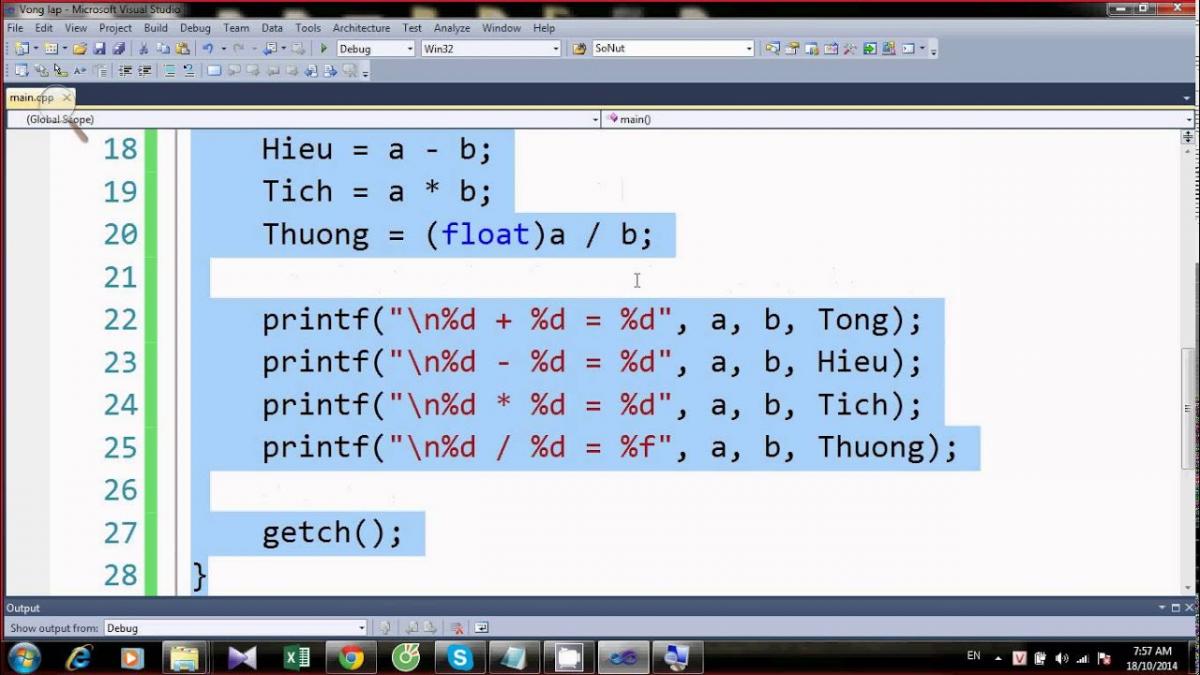 Vong lap - Microsoft Visual Studio
File Edit View Project Build Debug Team Data Tools Architecture Test Analyze Window Help
Debug Win32 SoNut
main.cpp
(Global Scope) main()
18 Hieu = a - b;
19 Tich = a * b;
20 Thuong = (float)a / b;
21
22 printf("\n%d + %d = %d", a, b, Tong);
23 printf("\n%d - %d = %d", a, b, Hieu);
24 printf("\n%d * %d = %d", a, b, Tich);
25 printf("\n%d / %d = %f", a, b, Thuong);
26
27 getch();
28 }
Output
Show output from: Debug
EN 7:57 AM
18/10/2014